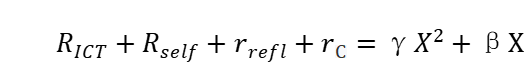 R_ICT + R_self + r_refl + r_C = γ X² + β X